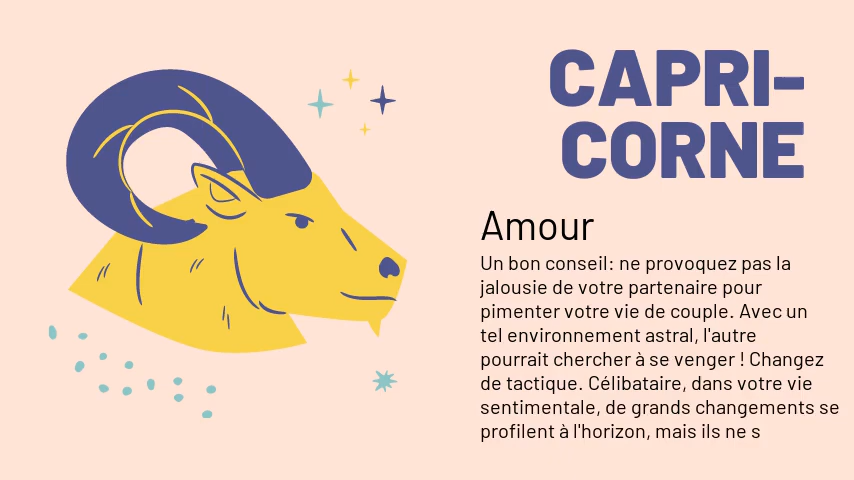 CAPRI-
CORNE
Amour
Un bon conseil: ne provoquez pas la
jalousie de votre partenaire pour
pimenter votre vie de couple. Avec un
tel environnement astral, l'autre
pourrait chercher à se venger ! Changez
de tactique. Célibataire, dans votre vie
sentimentale, de grands changements se
profilent à l'horizon, mais ils ne s